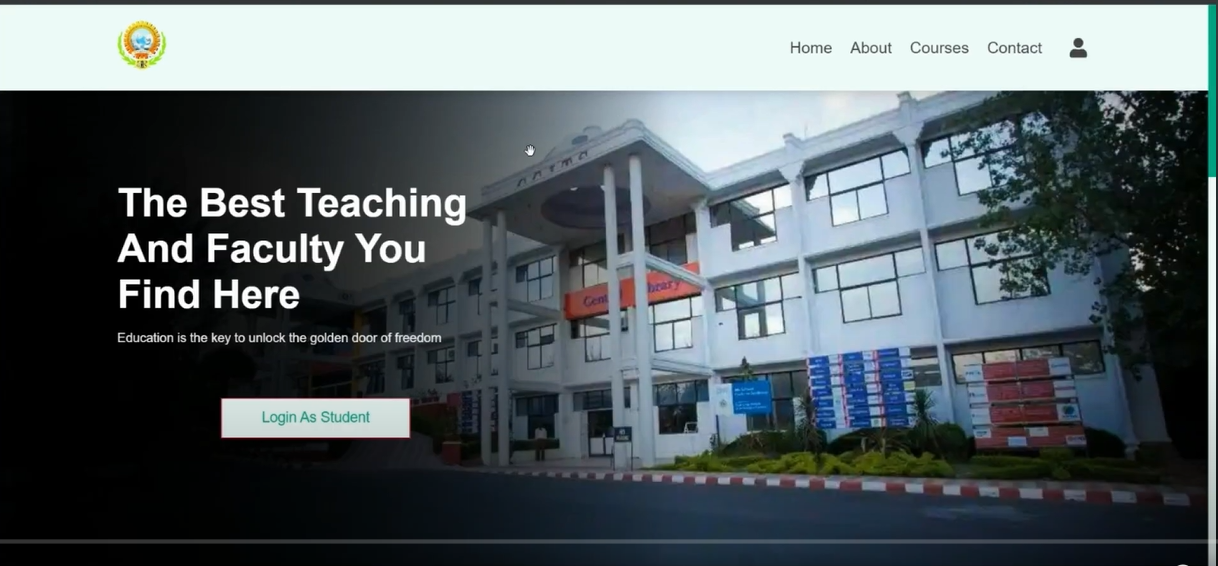 Home About Courses Contact
The Best Teaching
And Faculty You
Find Here
Education is the key to unlock the golden door of freedom
Login As Student